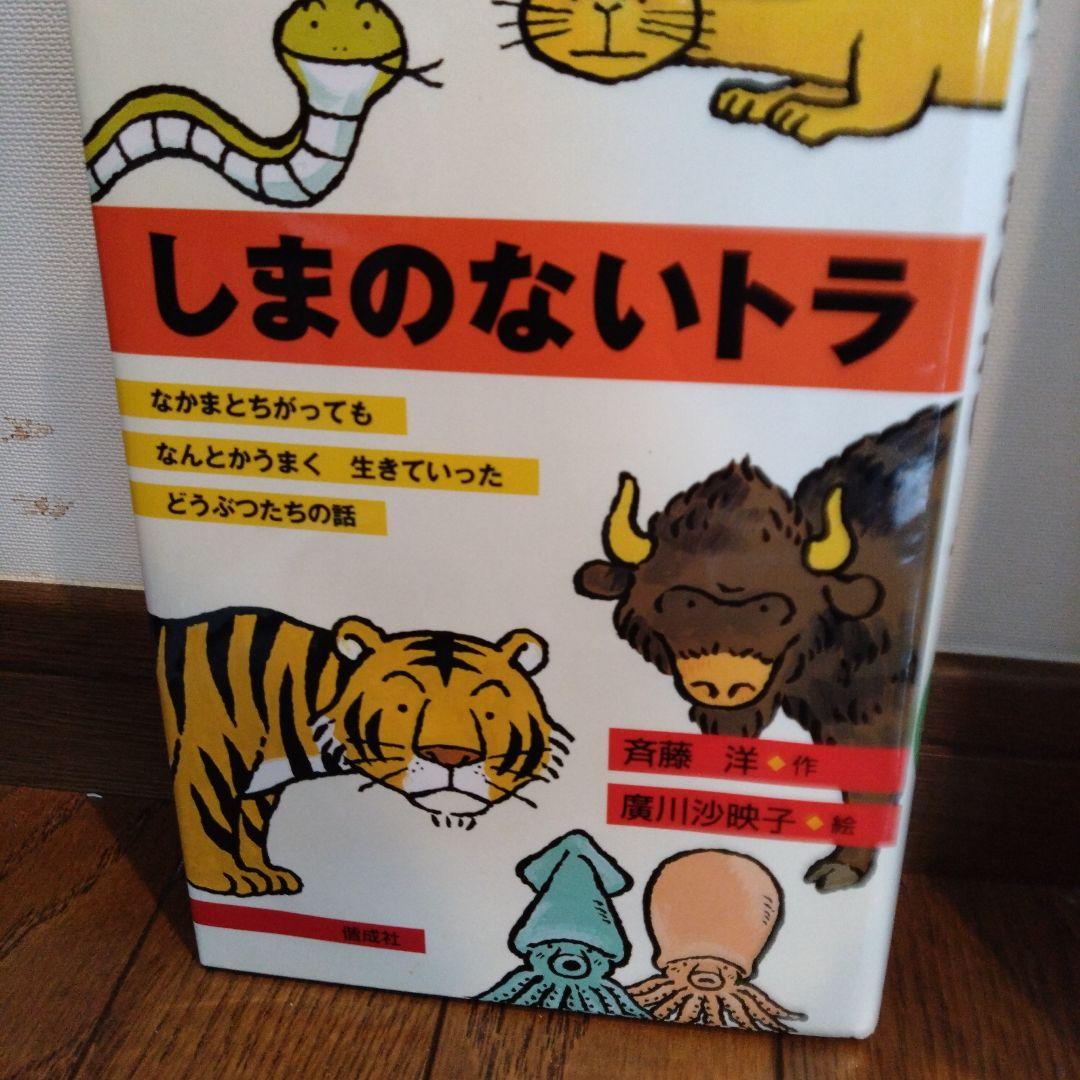 しまのないトラ
なかまとちがっても
なんとかうまく 生きていった
どうぶつたちの話
斉藤 洋◆作
廣川沙映子◆絵
偕成社